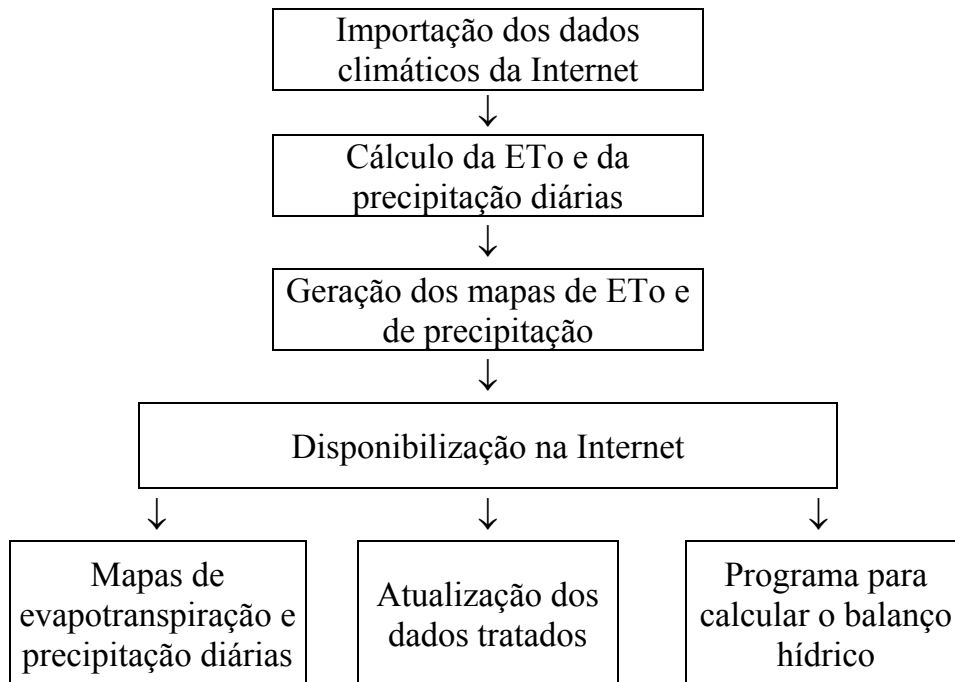 Importação dos dados
climáticos da Internet
↓
Cálculo da ETo e da
precipitação diárias
↓
Geração dos mapas de ETo e
de precipitação
↓
Disponibilização na Internet
↓ ↓ ↓
Mapas de
evapotranspiração e
precipitação diárias
Atualização dos
dados tratados
Programa para
calcular o balanço
hídrico